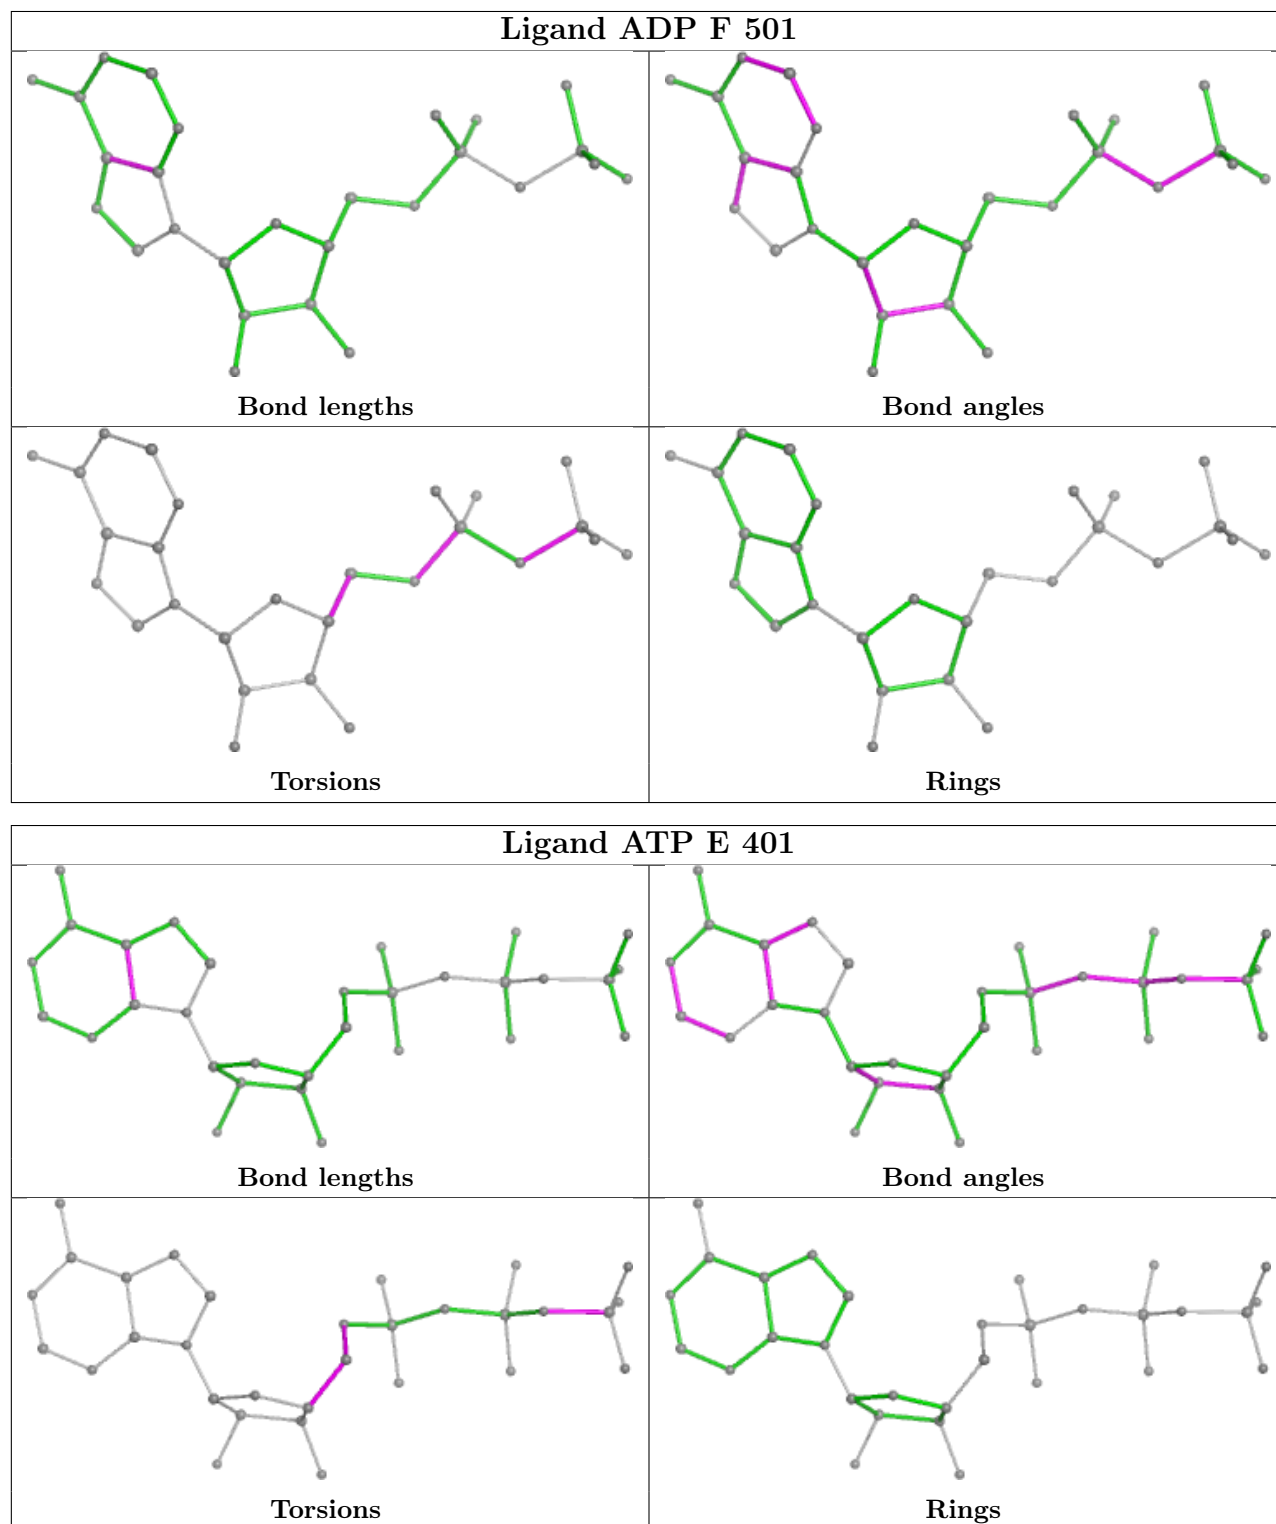 Ligand ADP F 501
Bond lengths
Bond angles
Torsions
Rings
Ligand ATP E 401
Bond lengths
Bond angles
Torsions
Rings